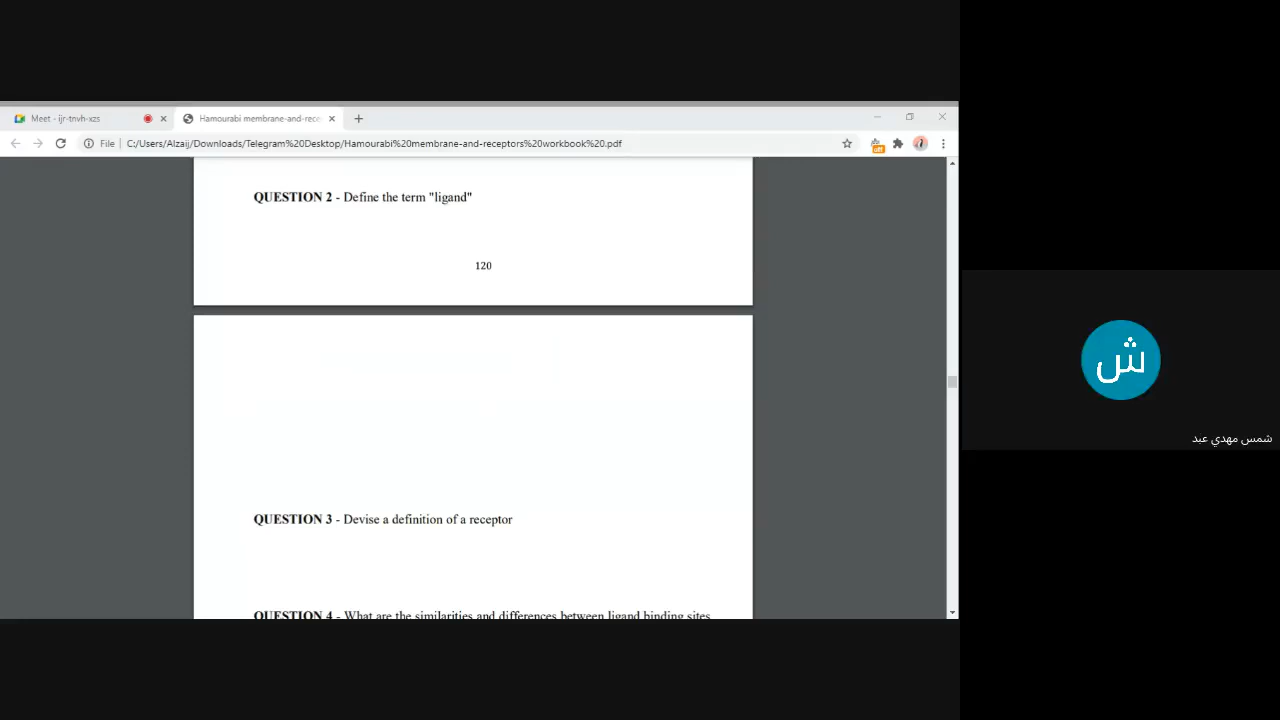 Meet - ijr-tnvh-xzs
Hamourabi membrane-and-rece
File
C:/Users/Alzaij/Downloads/Telegram%20Desktop/Hamourabi%20membrane-and-receptors%20workbook%20.pdf
off
QUESTION 2 - Define the term "ligand"
120
QUESTION 3 - Devise a definition of a receptor
QUESTION 4 - What are the similarities and differences between ligand binding sites
ش
شمس مهدي عبد